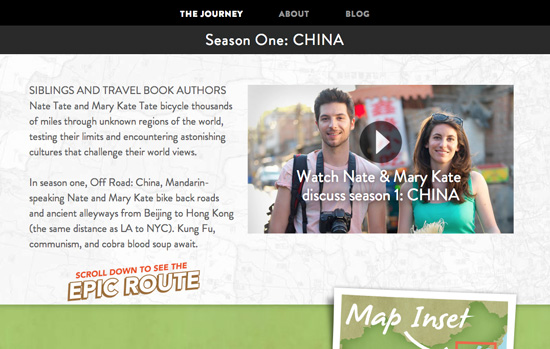 THE JOURNEY ABOUT BLOG
Season One: CHINA
SIBLINGS AND TRAVEL BOOK AUTHORS
Nate Tate and Mary Kate Tate bicycle thousands
of miles through unknown regions of the world,
testing their limits and encountering astonishing
cultures that challenge their world views.
In season one, Off Road: China, Mandarin-
speaking Nate and Mary Kate bike back roads
and ancient alleyways from Beijing to Hong Kong
(the same distance as LA to NYC). Kung Fu,
communism, and cobra blood soup await.
Watch Nate & Mary Kate
discuss season 1: CHINA
SCROLL DOWN TO SEE THE
EPIC ROUTE
Map Inset